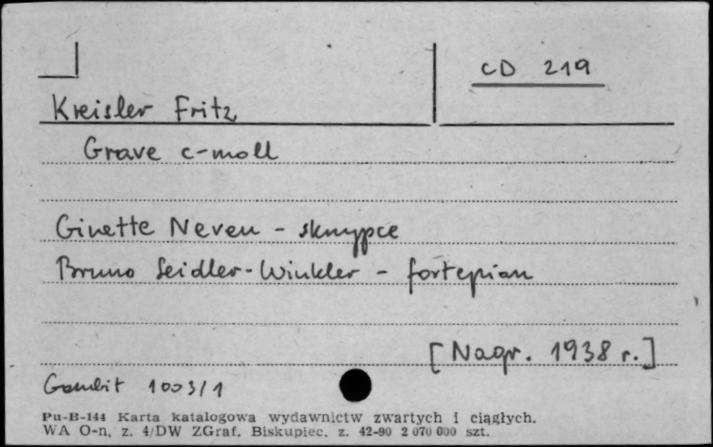 CD 219
Kreisler Fritz
Grave c-moll
Ginette Neveu - skrzypce
Bruno Seidler-Winkler - fortepian
[Nagr. 1938 r.]
Gambit 1003/1
Pu-B-144 Karta katalogowa wydawnictw zwartych i ciągłych.
WA O-n, z. 4/DW ZGraf. Biskupiec, z. 42-90 2 070 000 szt.